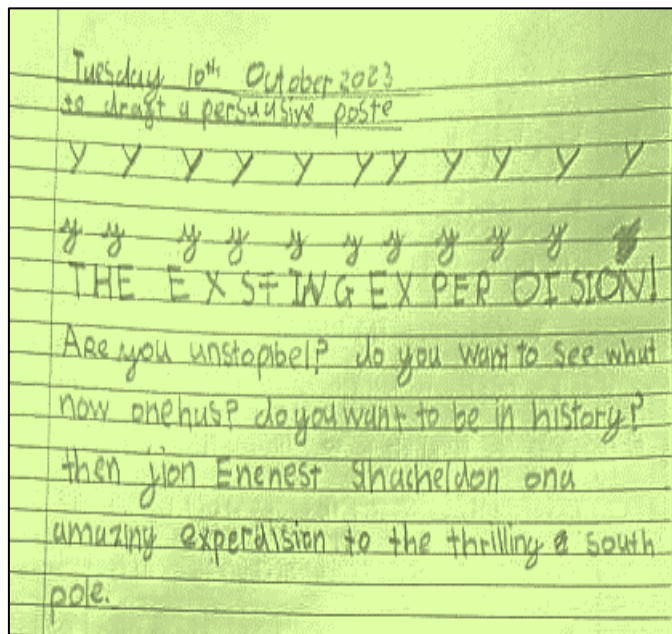 Tuesday 10th October 2023
to draft a persuasive poste
Y Y Y Y Y Y Y Y Y Y Y
y y y y y y y y y y
THE EXSTING EXPEROISION!
Are you unstopbel? do you want to see what
now onehus? do you want to be in history?
then jion Enenest Shacheldon ona
amazing experdision to the thrilling south
pole.